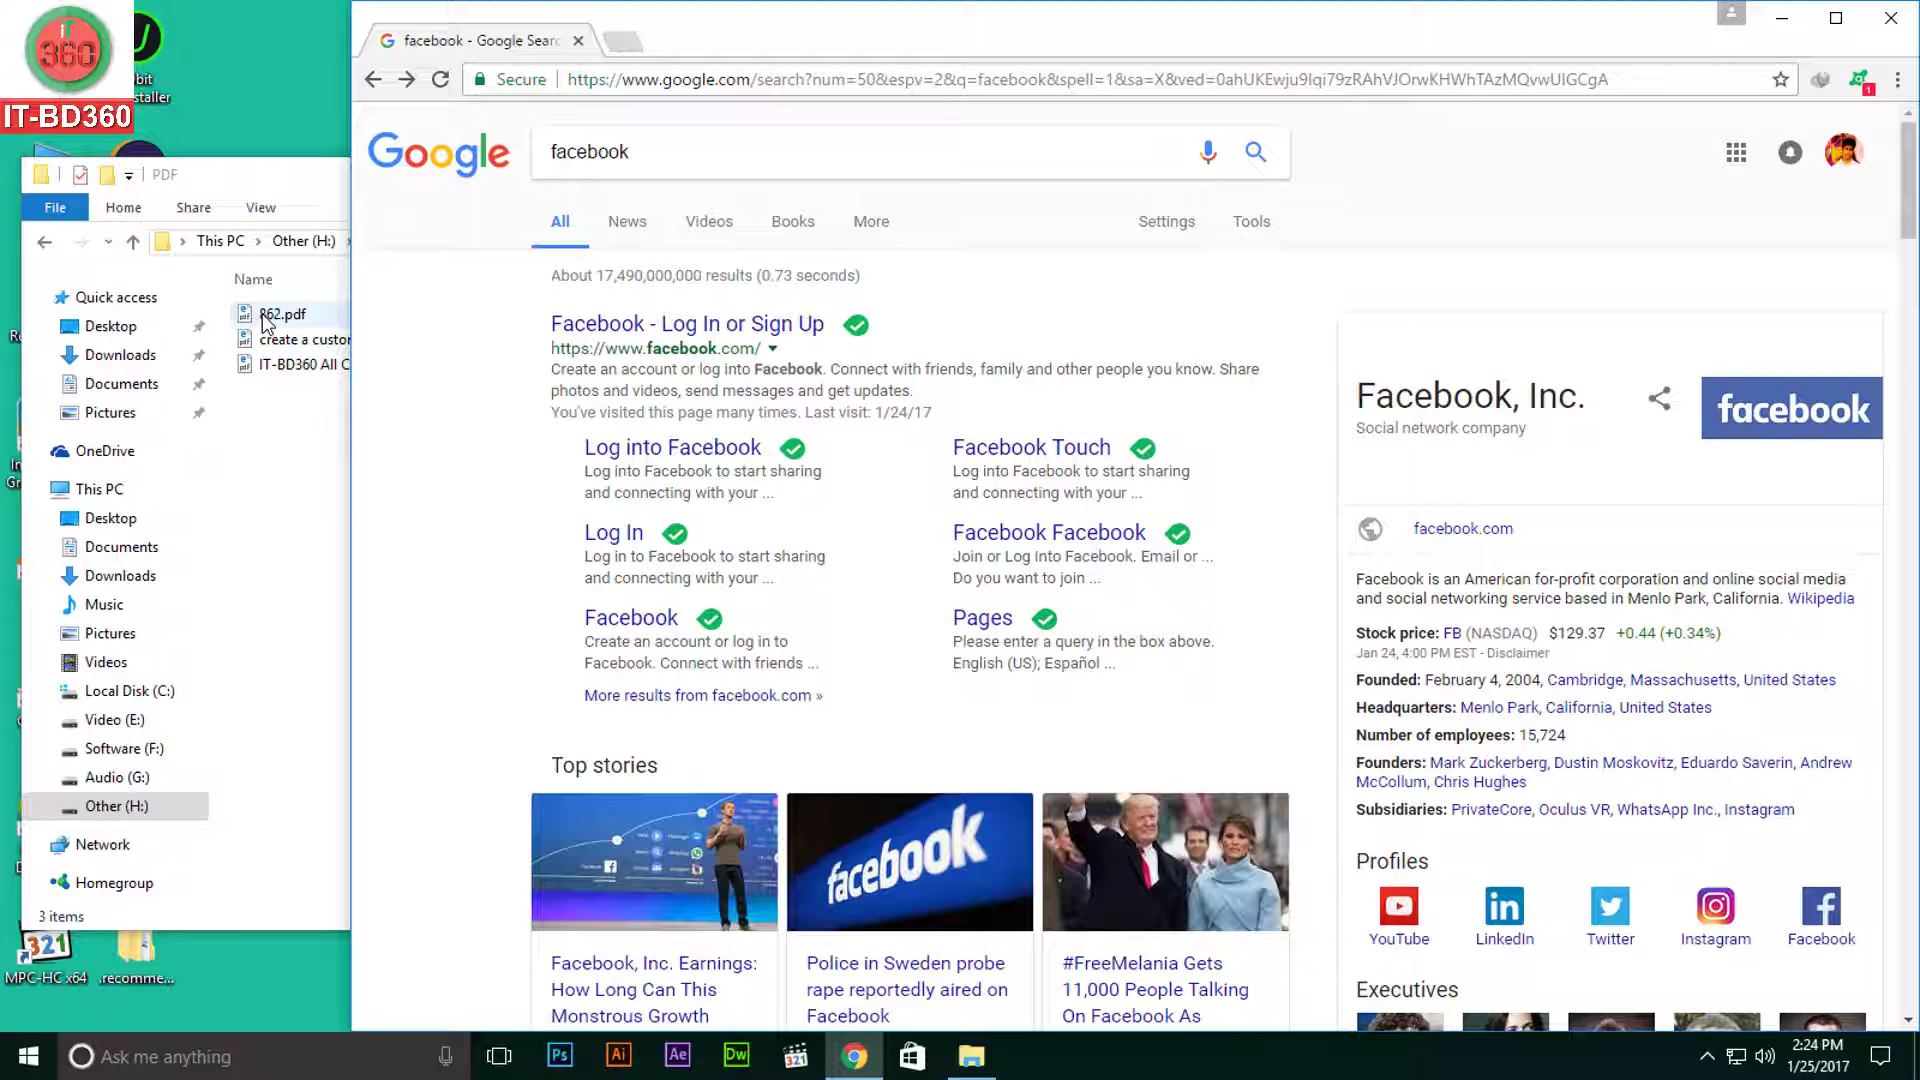 iT
360
IT-BD360
PDF
File
Home
Share
View
This PC
Other (H:)
Name
862.pdf
create a custor
IT-BD360 All C
Quick access
Desktop
Downloads
Documents
Pictures
OneDrive
This PC
Desktop
Documents
Downloads
Music
Pictures
Videos
Local Disk (C:)
Video (E:)
Software (F:)
Audio (G:)
Other (H:)
Network
Homegroup
3 items
MPC-HC x64
.recomme...
facebook - Google Sear
Secure
https://www.google.com/search?num=50&espv=2&q=facebook&spell=1&sa=X&ved=0ahUKEwju9Iqi79zRAhVJOrwKHWhTAzMQvwUIGCgA
1
Google
facebook
All
News
Videos
Books
More
Settings
Tools
About 17,490,000,000 results (0.73 seconds)
Facebook - Log In or Sign Up
https://www.facebook.com/
Create an account or log into Facebook. Connect with friends, family and other people you know. Share
photos and videos, send messages and get updates.
You've visited this page many times. Last visit: 1/24/17
Log into Facebook
Log into Facebook to start sharing
and connecting with your ...
Facebook Touch
Log into Facebook to start sharing
and connecting with your ...
Log In
Log in to Facebook to start sharing
and connecting with your ...
Facebook Facebook
Join or Log Into Facebook. Email or ...
Do you want to join ...
Facebook
Create an account or log in to
Facebook. Connect with friends ...
Pages
Please enter a query in the box above.
English (US); Español ...
More results from facebook.com »
Top stories
facebook
Facebook, Inc. Earnings:
How Long Can This
Monstrous Growth
Police in Sweden probe
rape reportedly aired on
Facebook
#FreeMelania Gets
11,000 People Talking
On Facebook As
Facebook, Inc.
Social network company
facebook
facebook.com
Facebook is an American for-profit corporation and online social media
and social networking service based in Menlo Park, California. Wikipedia
Stock price: FB (NASDAQ) $129.37 +0.44 (+0.34%)
Jan 24, 4:00 PM EST - Disclaimer
Founded: February 4, 2004, Cambridge, Massachusetts, United States
Headquarters: Menlo Park, California, United States
Number of employees: 15,724
Founders: Mark Zuckerberg, Dustin Moskovitz, Eduardo Saverin, Andrew
McCollum, Chris Hughes
Subsidiaries: PrivateCore, Oculus VR, WhatsApp Inc., Instagram
Profiles
YouTube
LinkedIn
Twitter
Instagram
Facebook
Executives
Ask me anything
Ps
Ai
Ae
Dw
321
2:24 PM
1/25/2017